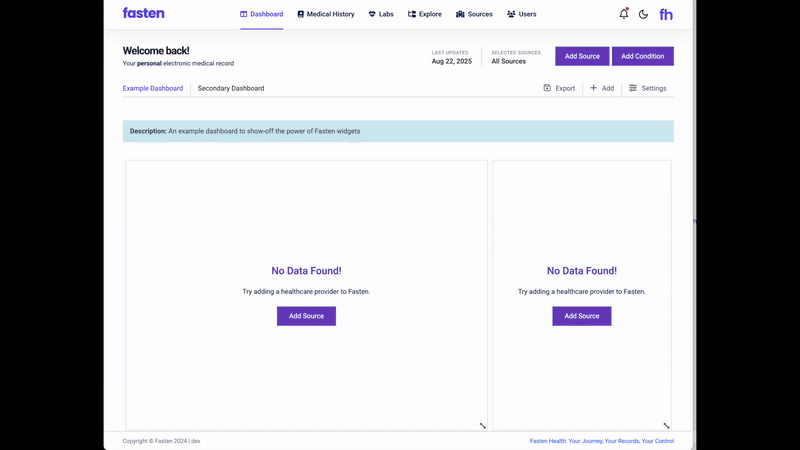 fasten
Dashboard
Medical History
Labs
Explore
Sources
Users
fh
Welcome back!
Your personal electronic medical record
LAST UPDATED
Aug 22, 2025
SELECTED SOURCES
All Sources
Add Source
Add Condition
Example Dashboard
Secondary Dashboard
Export
Add
Settings
Description: An example dashboard to show-off the power of Fasten widgets
No Data Found!
Try adding a healthcare provider to Fasten.
Add Source
No Data Found!
Try adding a healthcare provider to Fasten.
Add Source
Copyright © Fasten 2024 | dev
Fasten Health: Your Journey, Your Records, Your Control